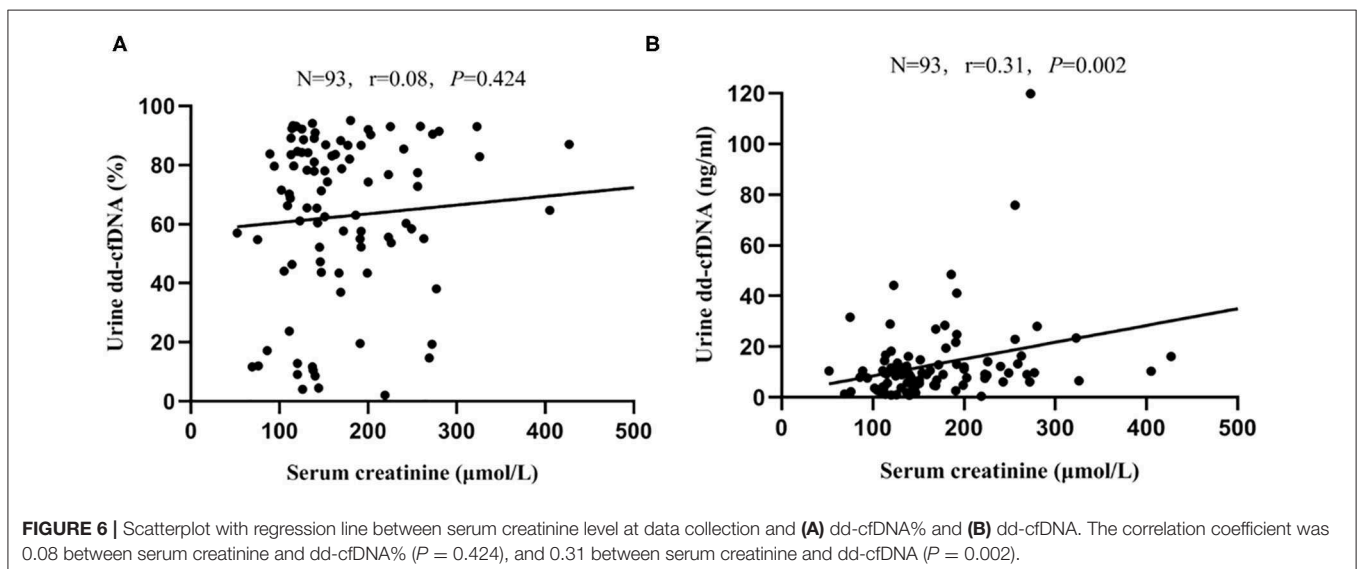 A
N=93,  r=0.08,  P=0.424
Urine dd-cfDNA (%)
100
80
60
40
20
0
0 100 200 300 400 500
Serum creatinine (μmol/L)
B
N=93,  r=0.31,  P=0.002
Urine dd-cfDNA (ng/ml)
120
100
80
60
40
20
0
0 100 200 300 400 500
Serum creatinine (μmol/L)
FIGURE 6 | Scatterplot with regression line between serum creatinine level at data collection and (A) dd-cfDNA% and (B) dd-cfDNA. The correlation coefficient was
0.08 between serum creatinine and dd-cfDNA% (P = 0.424), and 0.31 between serum creatinine and dd-cfDNA (P = 0.002).